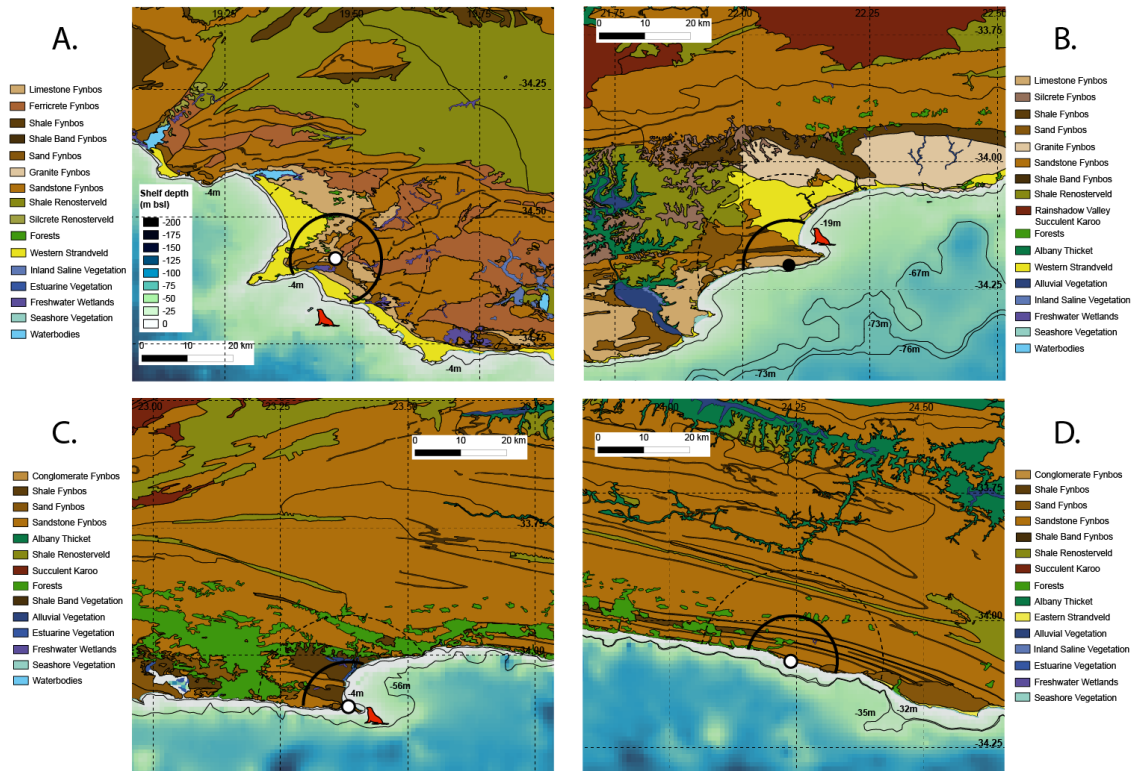 A.
Limestone Fynbos
Ferricrete Fynbos
Shale Fynbos
Shale Band Fynbos
Sand Fynbos
Granite Fynbos
Sandstone Fynbos
Shale Renosterveld
Silcrete Renosterveld
Forests
Western Strandveld
Inland Saline Vegetation
Estuarine Vegetation
Freshwater Wetlands
Seashore Vegetation
Waterbodies
19.25
19.50
19.75
-34.25
-34.50
-34.75
-4m
-4m
-4m
Shelf depth
(m bsl)
-200
-175
-150
-125
-100
-75
-50
-25
0
0 10 20 km
B.
21.75
22.00
22.25
22.50
0 10 20 km
-33.75
-34.00
-34.25
-19m
-67m
-73m
-76m
-73m
Limestone Fynbos
Silcrete Fynbos
Shale Fynbos
Sand Fynbos
Granite Fynbos
Sandstone Fynbos
Shale Band Fynbos
Shale Renosterveld
Rainshadow Valley
Succulent Karoo
Forests
Albany Thicket
Western Strandveld
Alluvial Vegetation
Inland Saline Vegetation
Freshwater Wetlands
Seashore Vegetation
Waterbodies
C.
Conglomerate Fynbos
Shale Fynbos
Sand Fynbos
Sandstone Fynbos
Albany Thicket
Shale Renosterveld
Succulent Karoo
Forests
Shale Band Vegetation
Alluvial Vegetation
Estuarine Vegetation
Freshwater Wetlands
Seashore Vegetation
Waterbodies
23.00
23.25
23.50
23.75
0 10 20 km
-33.75
-34.00
-4m
-56m
D.
24.00
24.25
24.50
0 10 20 km
-33.75
-34.00
-34.25
-35m
-32m
Conglomerate Fynbos
Shale Fynbos
Sand Fynbos
Sandstone Fynbos
Shale Band Fynbos
Shale Renosterveld
Succulent Karoo
Forests
Albany Thicket
Eastern Strandveld
Alluvial Vegetation
Inland Saline Vegetation
Estuarine Vegetation
Freshwater Wetlands
Seashore Vegetation